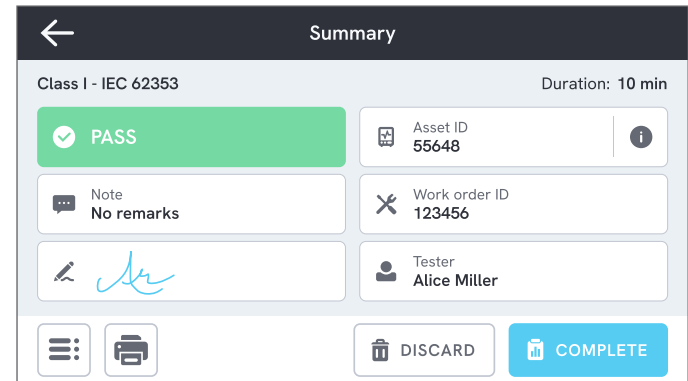 Summary
Class I - IEC 62353
Duration: 10 min
PASS
Asset ID
55648
Note
No remarks
Work order ID
123456
Tester
Alice Miller
DISCARD
COMPLETE